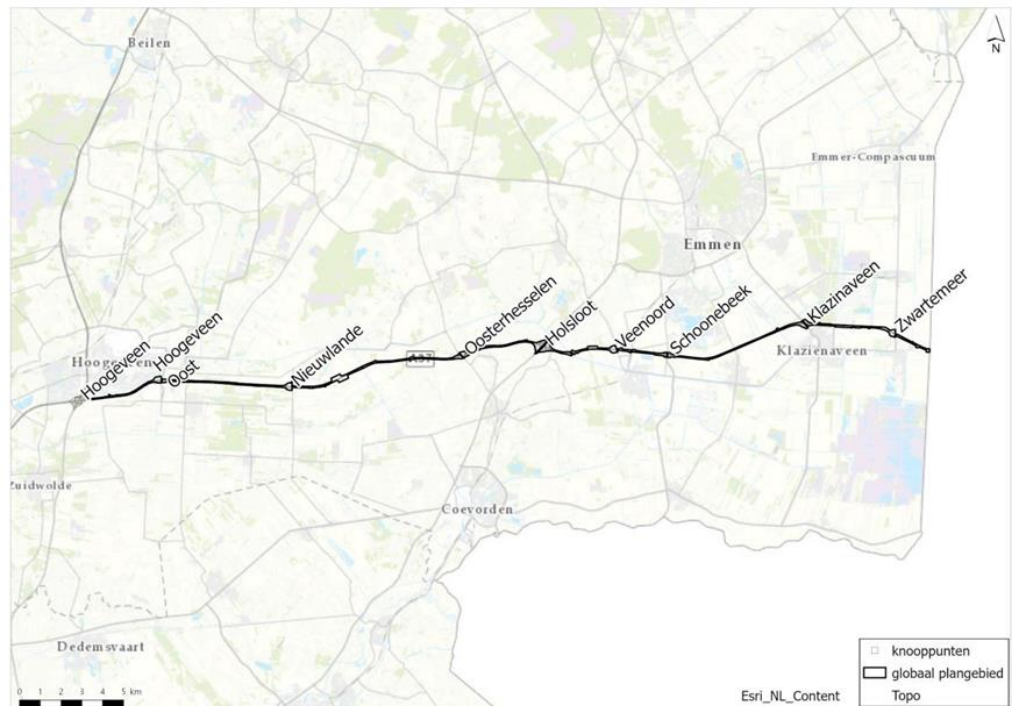 Beilen
N
Emmer-Compascuum
Emmen
Hoogeveen
Hoogeveen
Hoogeveen
Oost
Nieuwlande
A37
Oosterhesselen
Holsloot
Veenoord
Schoonebeek
Klazinaveen
Klazienaveen
Zwartemeer
Zuidwolde
Coevorden
Dedemsvaart
0 1 2 3 4 5 km
Esri_NL_Content
knooppunten
globaal plangebied
Topo